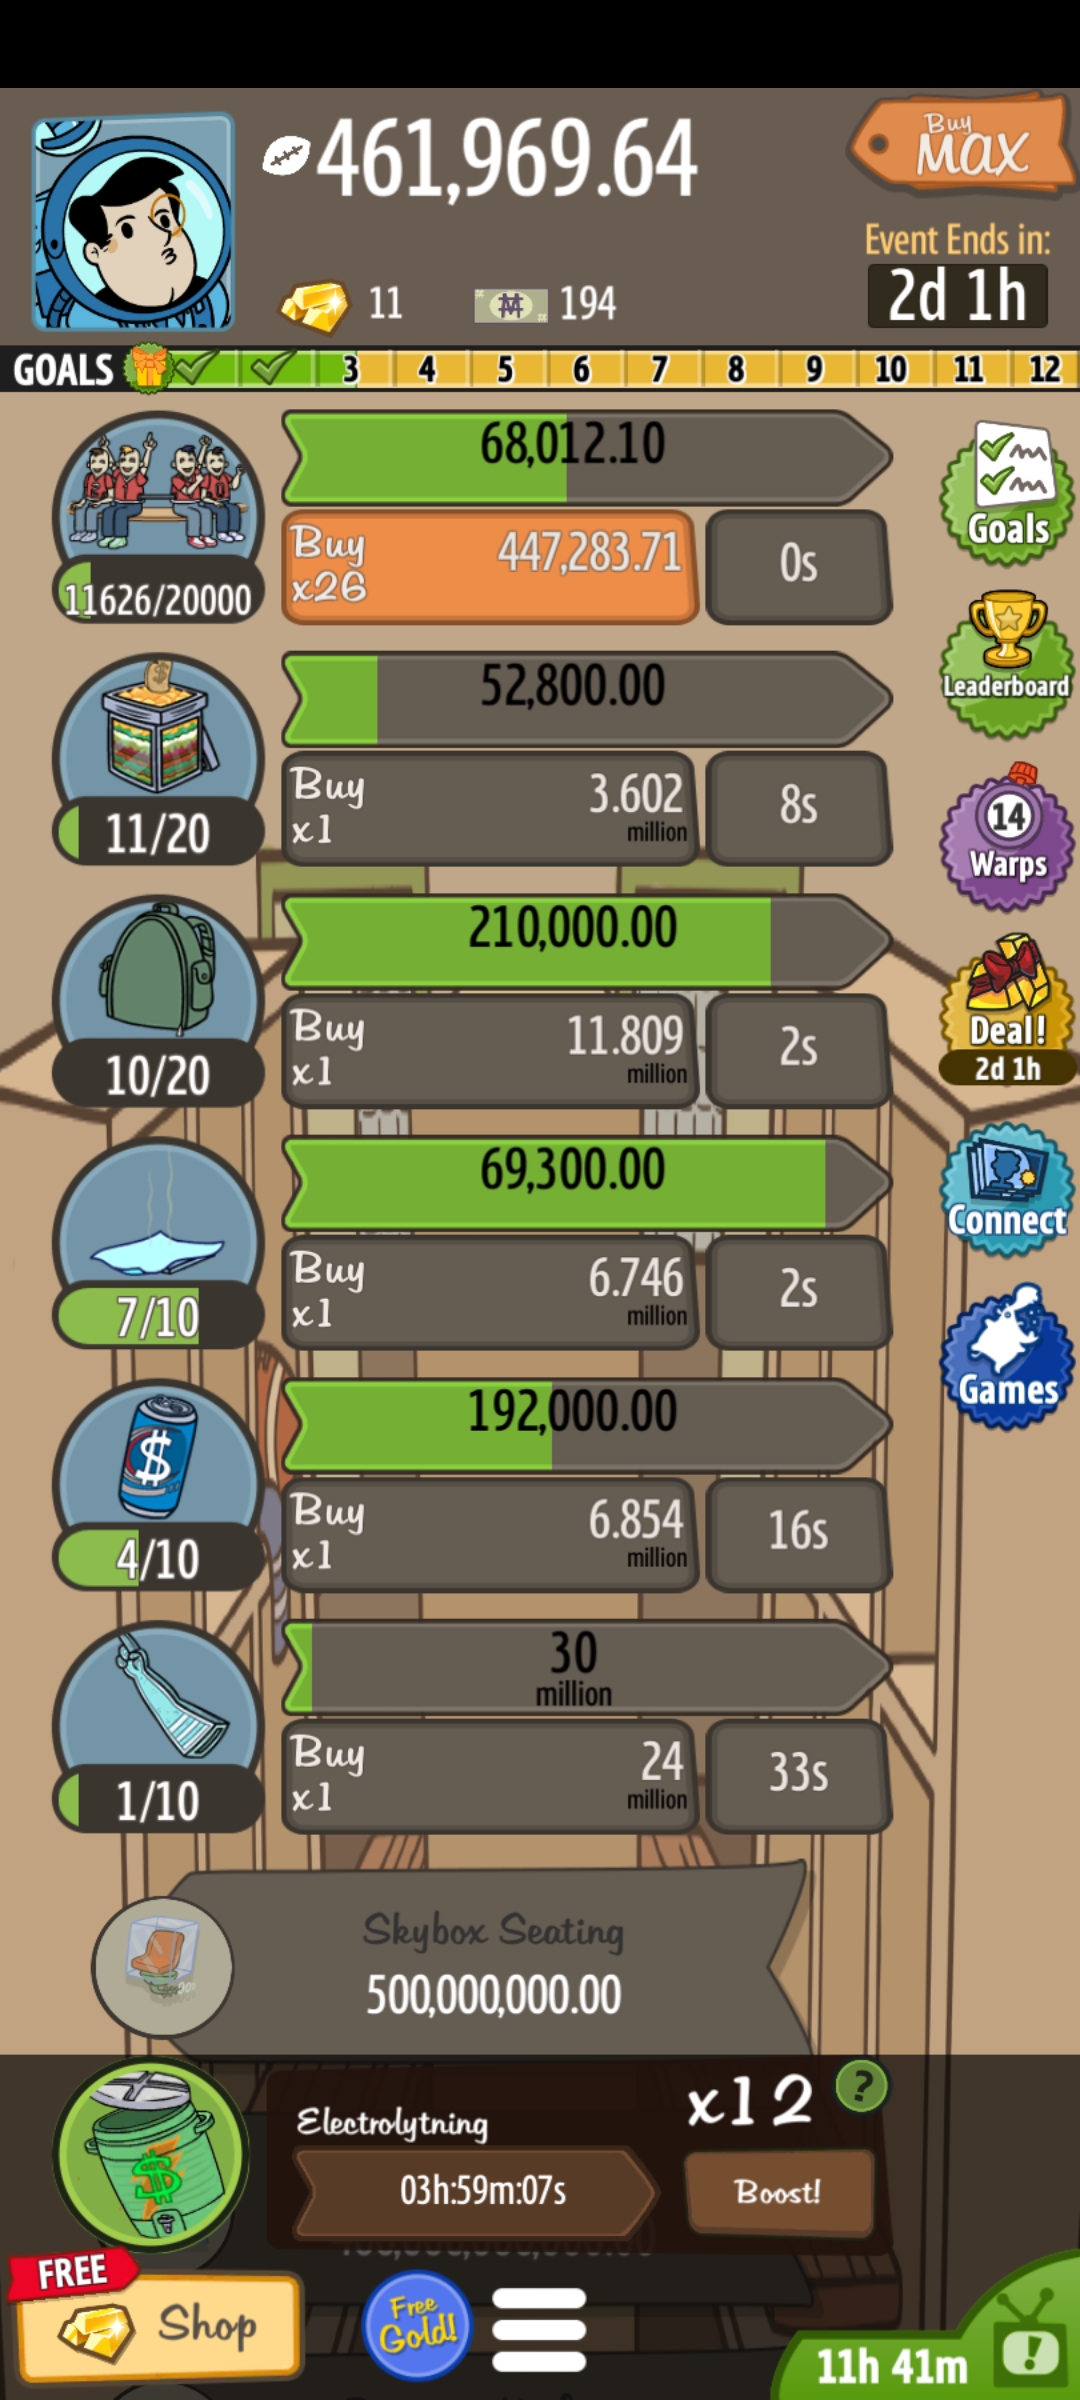 461,969.64
Buy
MAX
Event Ends in:
2d 1h
11
194
GOALS 3 4 5 6 7 8 9 10 11 12
68,012.10
11626/20000
Buy
x26
447,283.71
0s
Goals
52,800.00
Leaderboard
11/20
Buy
x1
3.602
million
8s
14
Warps
210,000.00
10/20
Buy
x1
11.809
million
2s
Deal!
2d 1h
69,300.00
7/10
Buy
x1
6.746
million
2s
Connect
192,000.00
4/10
Buy
x1
6.854
million
16s
Games
30
million
1/10
Buy
x1
24
million
33s
Skybox Seating
500,000,000.00
Electrolytning
x12
?
03h:59m:07s
Boost!
FREE
Shop
Free
Gold!
11h 41m